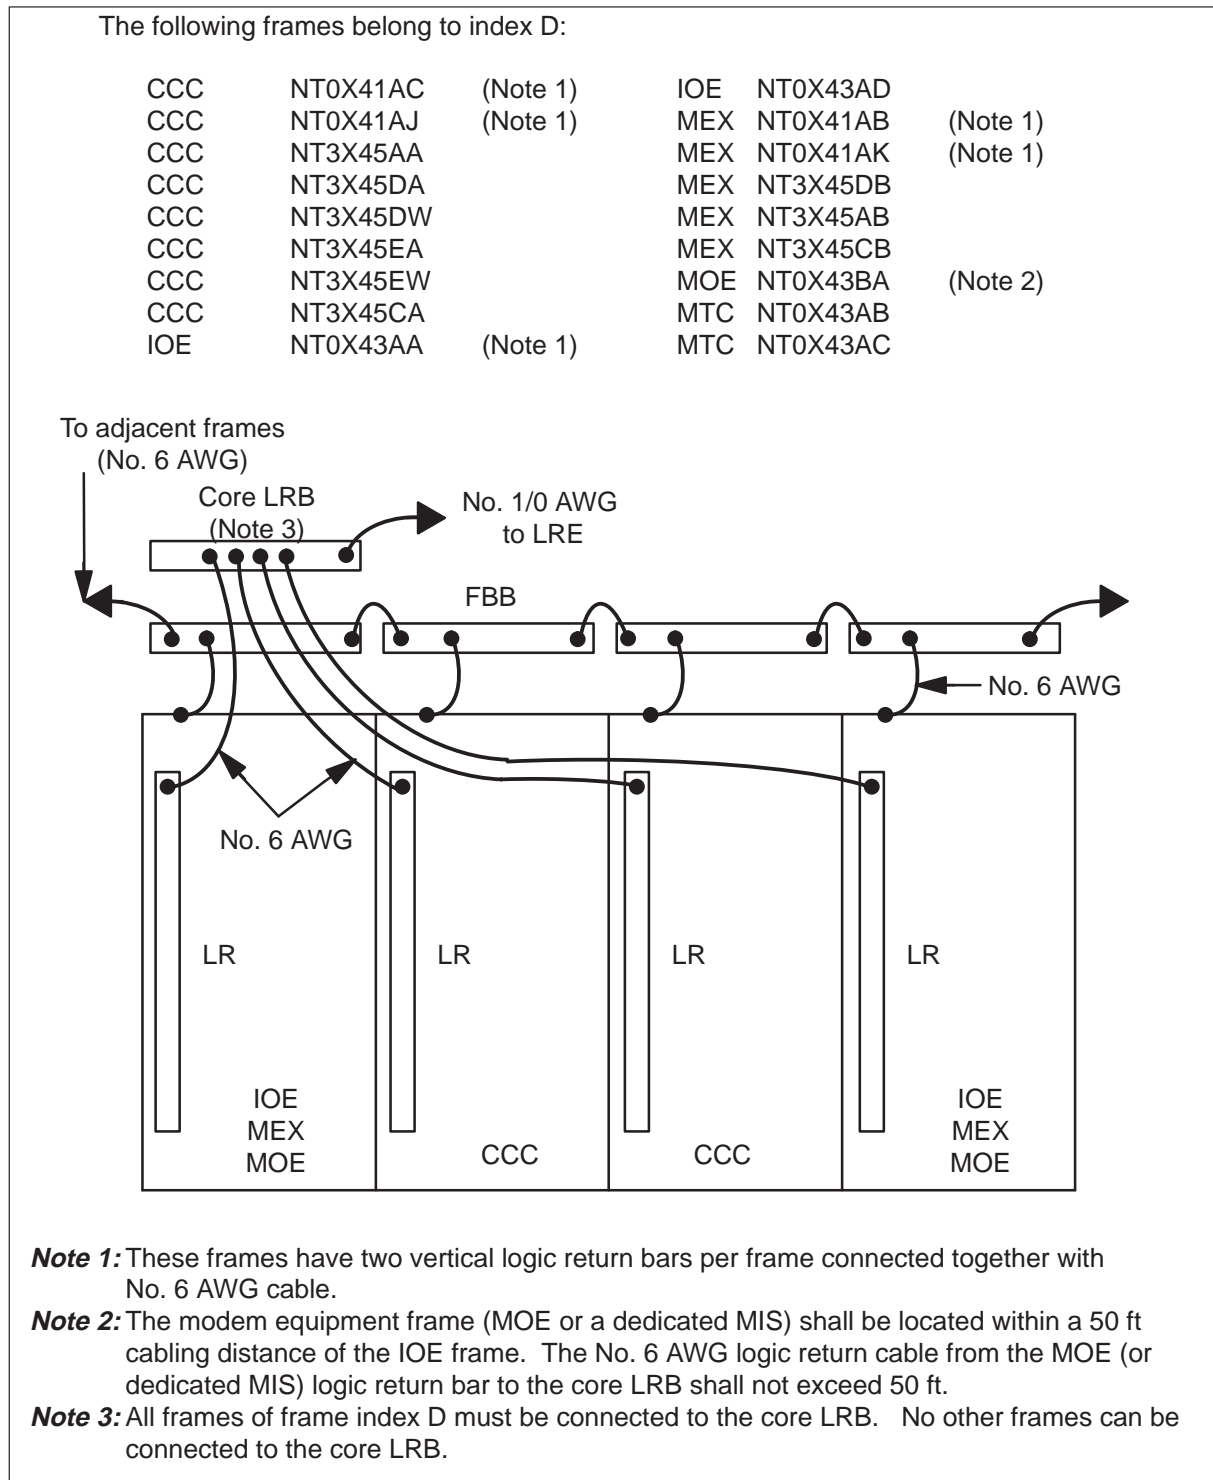 The following frames belong to index D:
CCC NT0X41AC (Note 1) IOE NT0X43AD
CCC NT0X41AJ (Note 1) MEX NT0X41AB (Note 1)
CCC NT3X45AA MEX NT0X41AK (Note 1)
CCC NT3X45DA MEX NT3X45DB
CCC NT3X45DW MEX NT3X45AB
CCC NT3X45EA MEX NT3X45CB
CCC NT3X45EW MOE NT0X43BA (Note 2)
CCC NT3X45CA MTC NT0X43AB
IOE NT0X43AA (Note 1) MTC NT0X43AC
To adjacent frames
(No. 6 AWG)
Core LRB
(Note 3)
No. 1/0 AWG
to LRE
FBB
No. 6 AWG
No. 6 AWG
LR
LR
LR
LR
IOE
MEX
MOE
CCC
CCC
IOE
MEX
MOE
Note 1: These frames have two vertical logic return bars per frame connected together with
No. 6 AWG cable.
Note 2: The modem equipment frame (MOE or a dedicated MIS) shall be located within a 50 ft
cabling distance of the IOE frame. The No. 6 AWG logic return cable from the MOE (or
dedicated MIS) logic return bar to the core LRB shall not exceed 50 ft.
Note 3: All frames of frame index D must be connected to the core LRB. No other frames can be
connected to the core LRB.